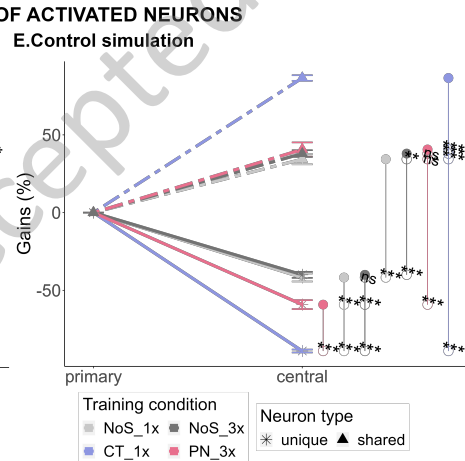 OF ACTIVATED NEURONS
E.Control simulation
Accepted
Gains (%)
50
0
-50
ns
ns
ns
primary
central
Training condition
NoS_1x
NoS_3x
CT_1x
PN_3x
Neuron type
unique
shared